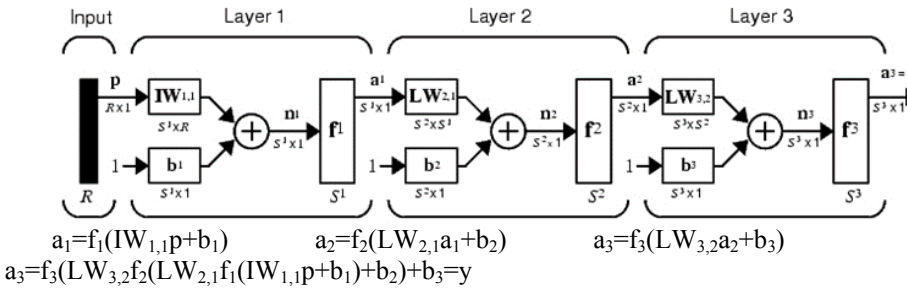 Input Layer 1 Layer 2 Layer 3
p a¹ a² a₃ =
IW₁,₁ LW₂,₁ LW₃,₂
R x 1 n¹ S¹ x 1 n₂ S² x 1 n₃ S³ x 1
S¹ x R S² x S¹ S³ x S²
+ + +
S¹ x 1 f¹ S² x 1 f² S³ x 1 f³
1 b¹ 1 b² 1 b³
R S¹ x 1 S¹ S² x 1 S² S³ x 1 S³
a₁=f₁(IW₁,₁p+b₁) a₂=f₂(LW₂,₁a₁+b₂) a₃=f₃(LW₃,₂a₂+b₃)
a₃=f₃(LW₃,₂f₂(LW₂,₁f₁(IW₁,₁p+b₁)+b₂)+b₃=y